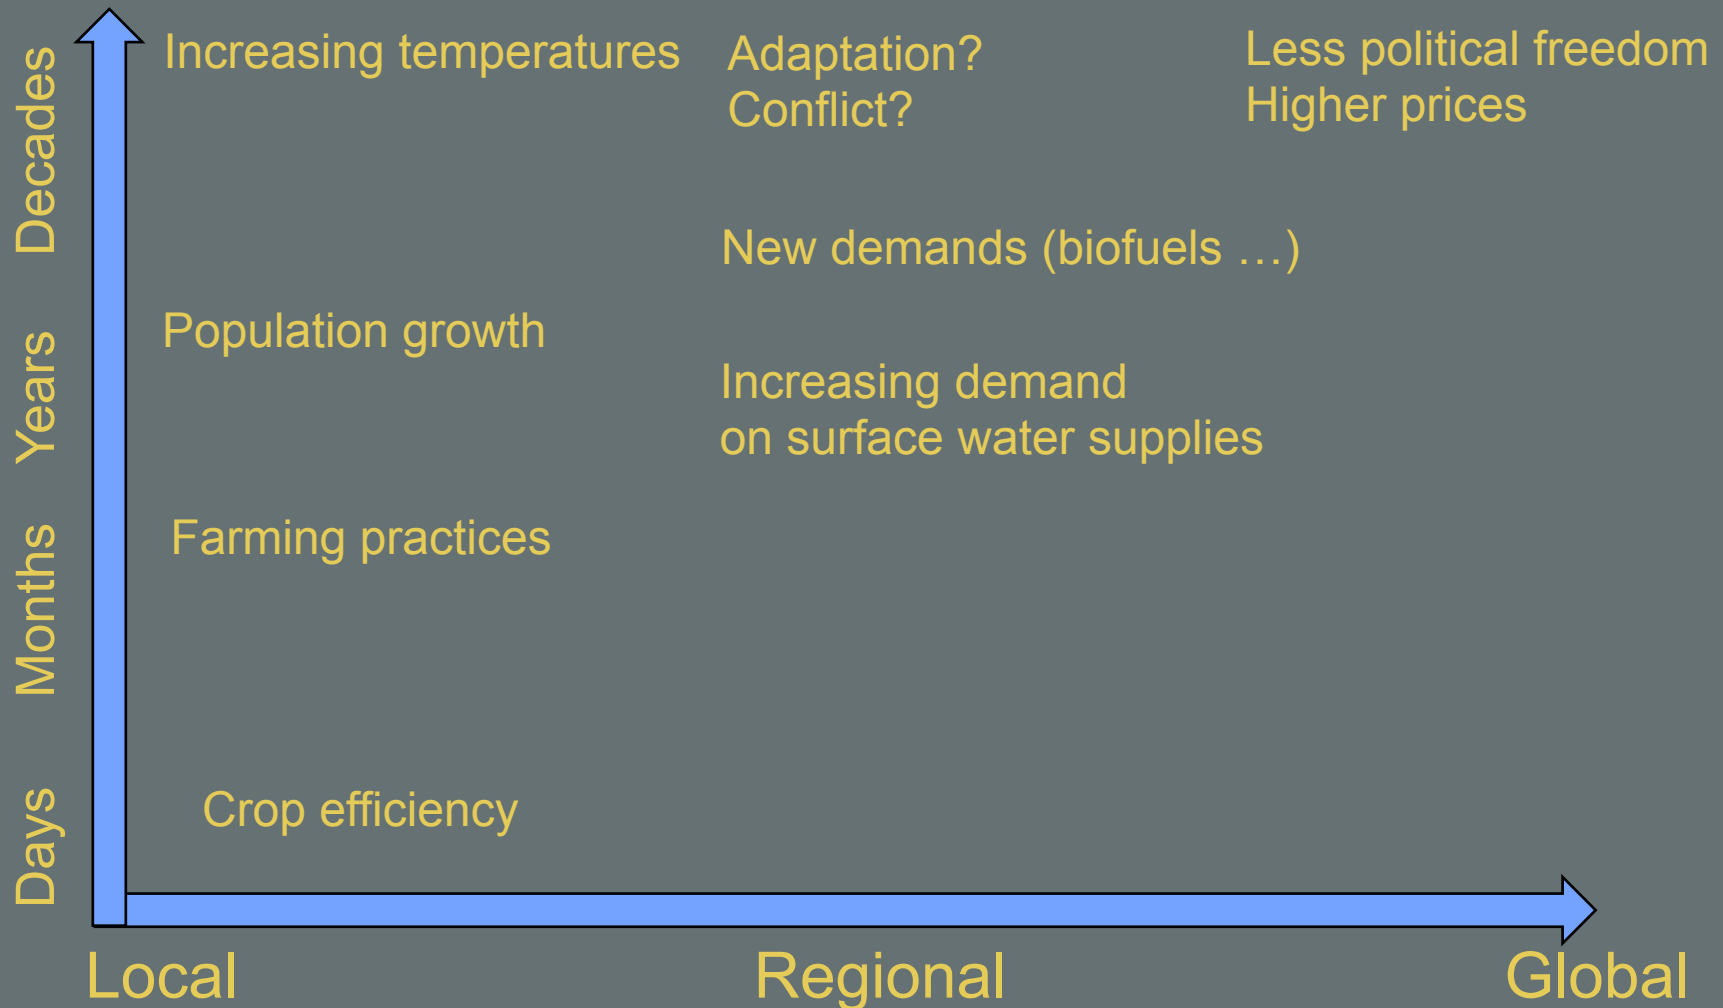 Decades
Years
Months
Days
Increasing temperatures
Adaptation?
Conflict?
Less political freedom
Higher prices
New demands (biofuels …)
Population growth
Increasing demand
on surface water supplies
Farming practices
Crop efficiency
Local
Regional
Global